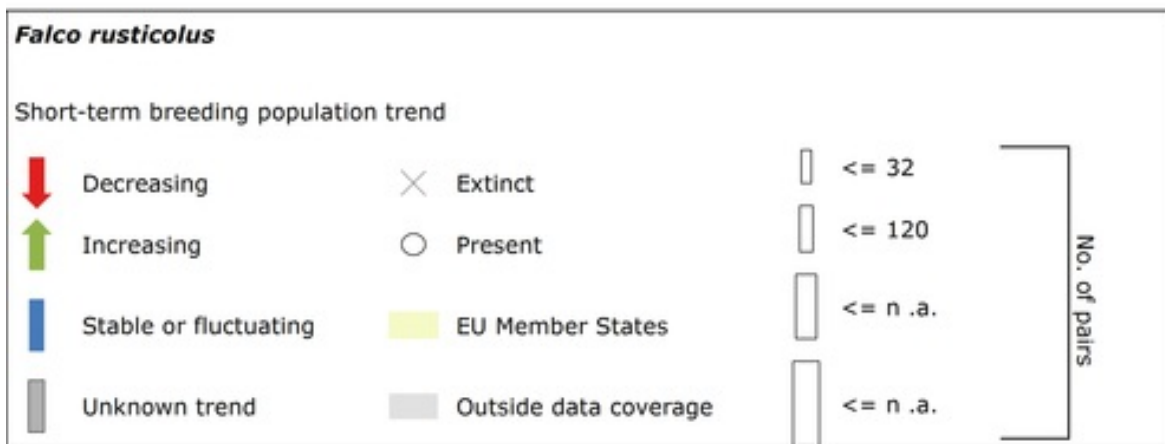 Falco rusticolus
Short-term breeding population trend
Decreasing
Increasing
Stable or fluctuating
Unknown trend
Extinct
Present
EU Member States
Outside data coverage
<= 32
<= 120
<= n .a.
<= n .a.
No. of pairs